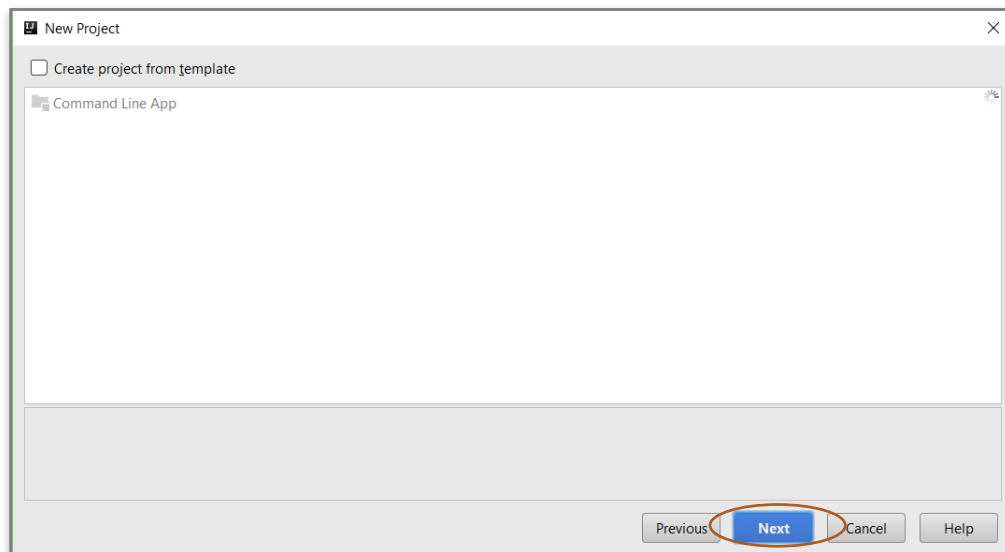 New Project
Create project from template
Command Line App
Previous Next Cancel Help